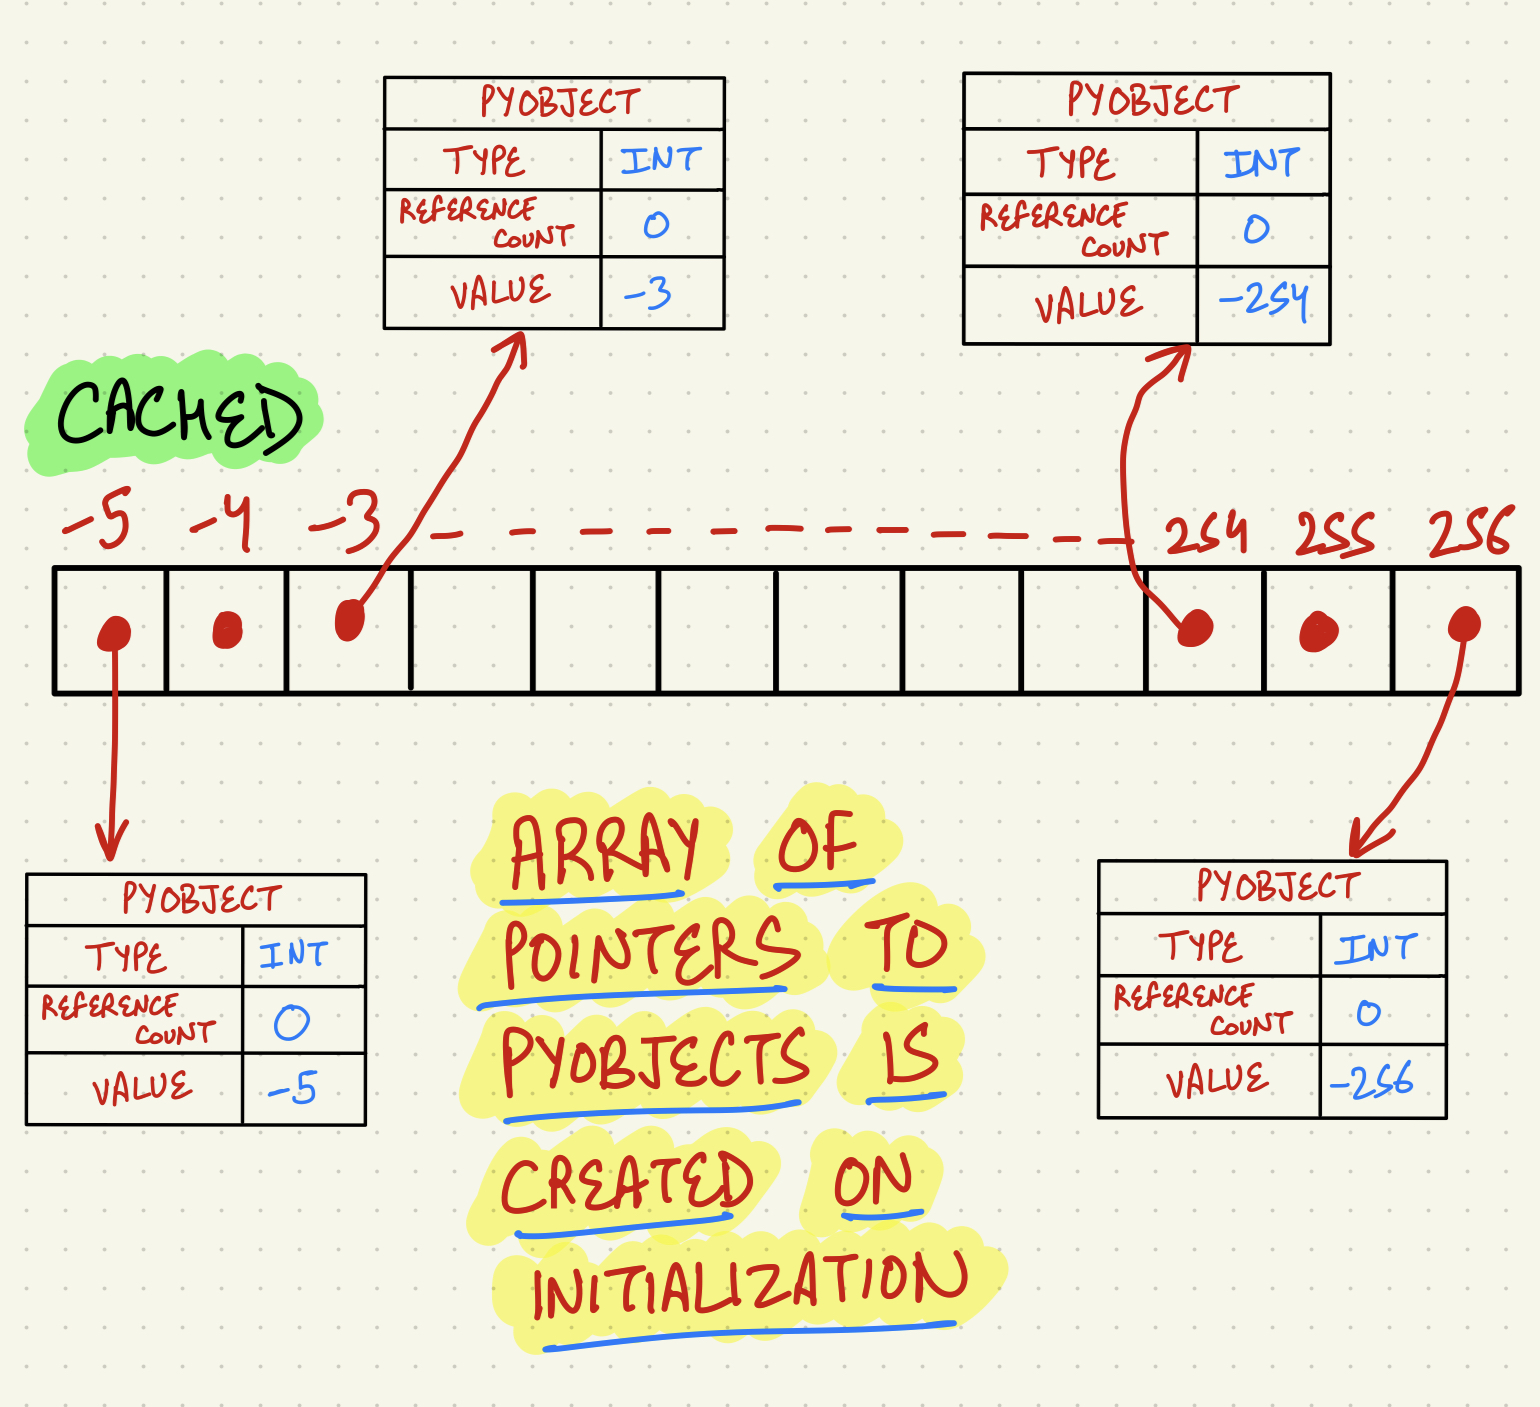 PYOBJECT
TYPE INT
REFERENCE
COUNT 0
VALUE -3
PYOBJECT
TYPE INT
REFERENCE
COUNT 0
VALUE -254
CACHED
-5 -4 -3 254 255 256
PYOBJECT
TYPE INT
REFERENCE
COUNT 0
VALUE -5
ARRAY OF
POINTERS TO
PYOBJECTS IS
CREATED ON
INITIALIZATION
PYOBJECT
TYPE INT
REFERENCE
COUNT 0
VALUE -256